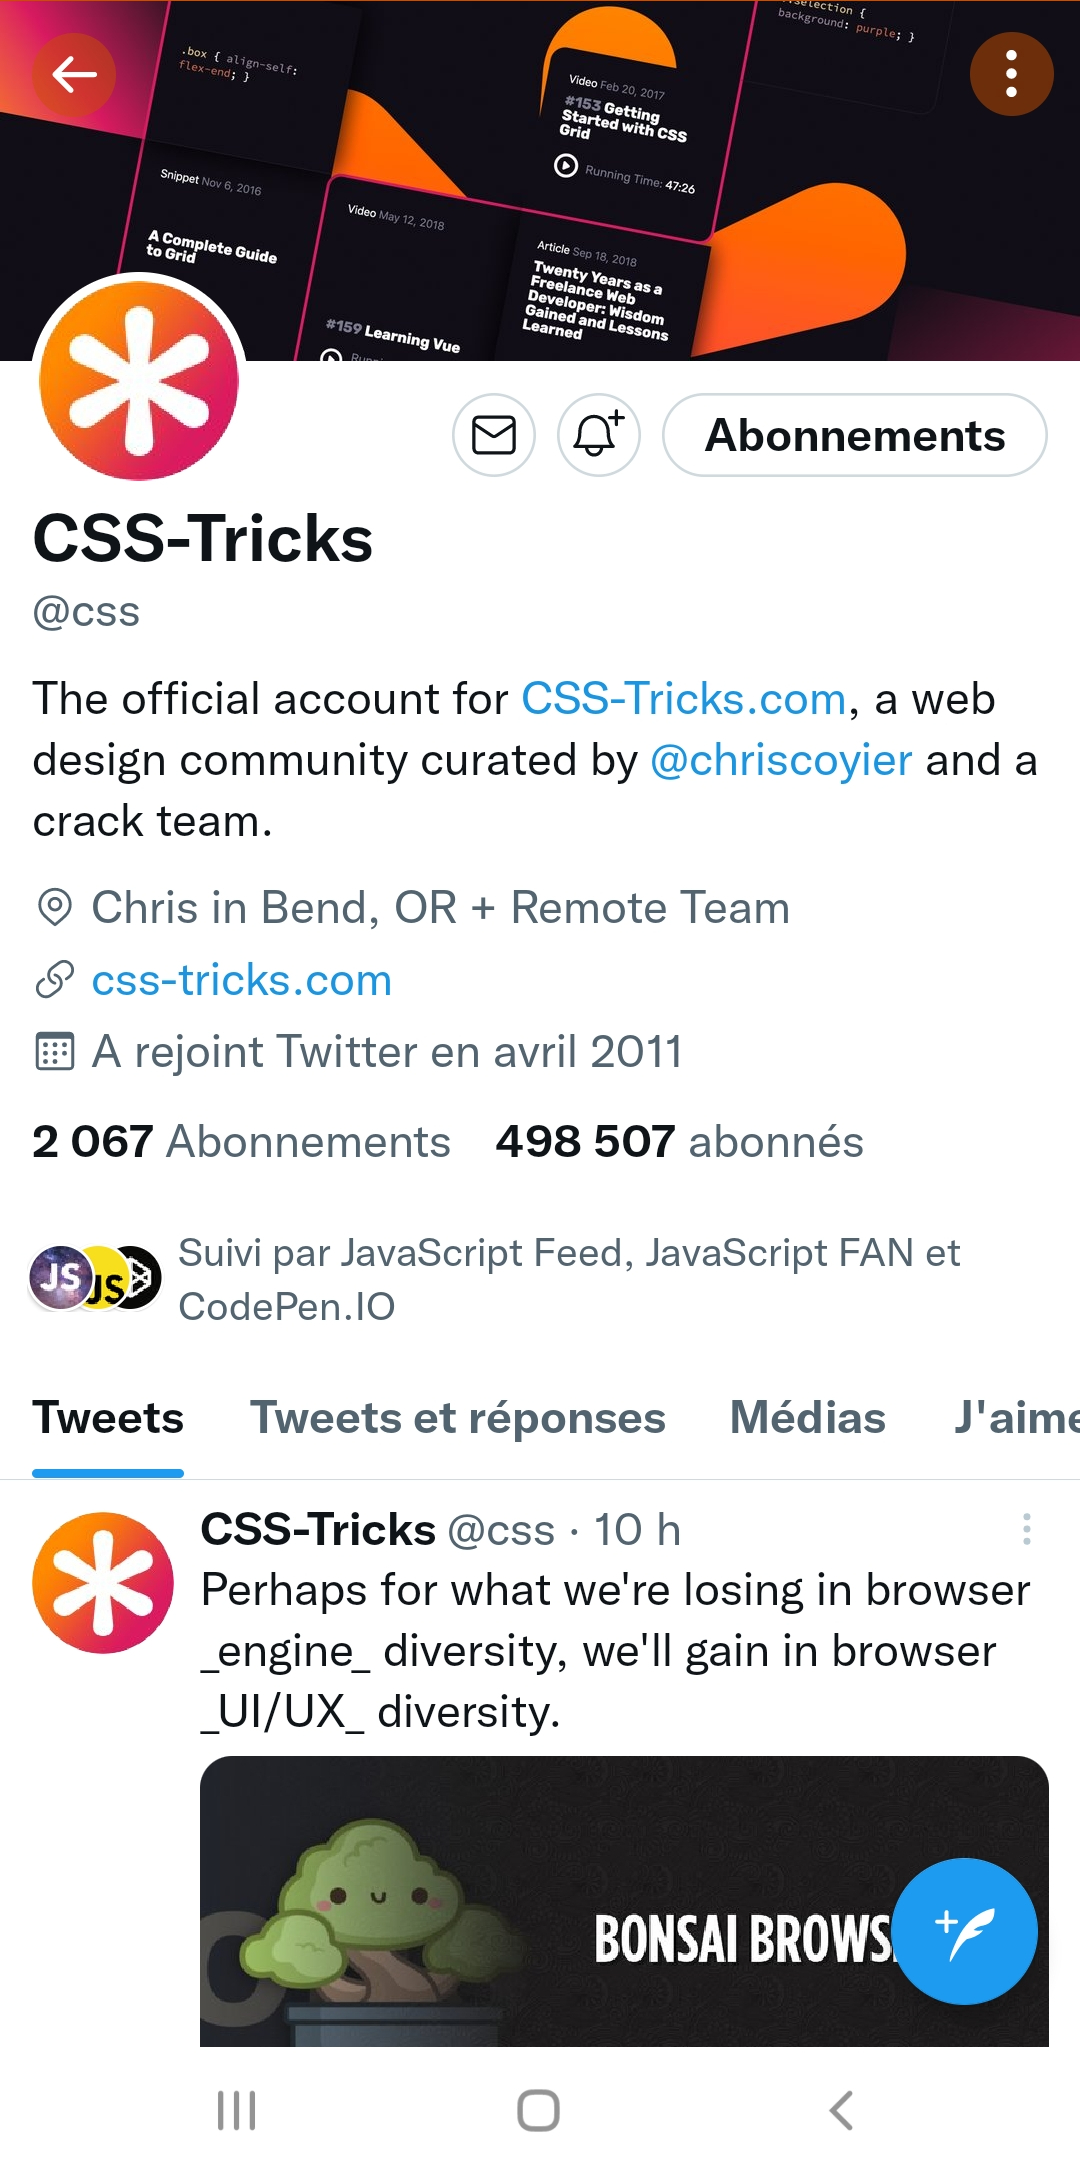 .box { align-self:
flex-end; }
::selection {
background: purple; }
Video Feb 20, 2017
#153 Getting
Started with CSS
Grid
Running Time: 47:26
Snippet Nov 6, 2016
A Complete Guide
to Grid
Video May 12, 2018
#159 Learning Vue
Article Sep 18, 2018
Twenty Years as a
Freelance Web
Developer: Wisdom
Gained and Lessons
Learned
Abonnements
CSS-Tricks
@css
The official account for CSS-Tricks.com, a web
design community curated by @chriscoyier and a
crack team.
Chris in Bend, OR + Remote Team
css-tricks.com
A rejoint Twitter en avril 2011
2 067 Abonnements 498 507 abonnés
JS JS
Suivi par JavaScript Feed, JavaScript FAN et
CodePen.IO
Tweets Tweets et réponses Médias J'aime
CSS-Tricks @css · 10 h
Perhaps for what we're losing in browser
_engine_ diversity, we'll gain in browser
_UI/UX_ diversity.
BONSAI BROWS